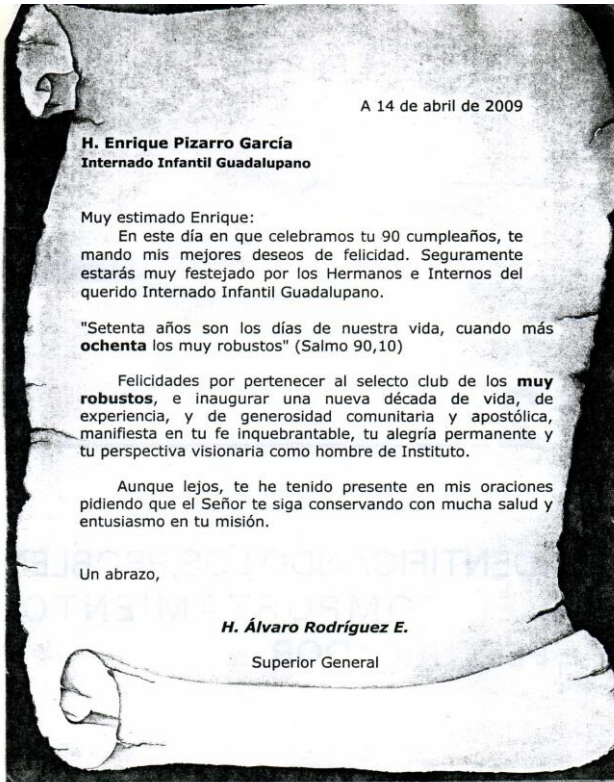 A 14 de abril de 2009
H. Enrique Pizarro García
Internado Infantil Guadalupano
Muy estimado Enrique:
En este día en que celebramos tu 90 cumpleaños, te
mando mis mejores deseos de felicidad. Seguramente
estarás muy festejado por los Hermanos e Internos del
querido Internado Infantil Guadalupano.
"Setenta años son los días de nuestra vida, cuando más
ochenta los muy robustos" (Salmo 90,10)
Felicidades por pertenecer al selecto club de los muy
robustos, e inaugurar una nueva década de vida, de
experiencia, y de generosidad comunitaria y apostólica,
manifiesta en tu fe inquebrantable, tu alegría permanente y
tu perspectiva visionaria como hombre de Instituto.
Aunque lejos, te he tenido presente en mis oraciones
pidiendo que el Señor te siga conservando con mucha salud y
entusiasmo en tu misión.
Un abrazo,
H. Álvaro Rodríguez E.
Superior General